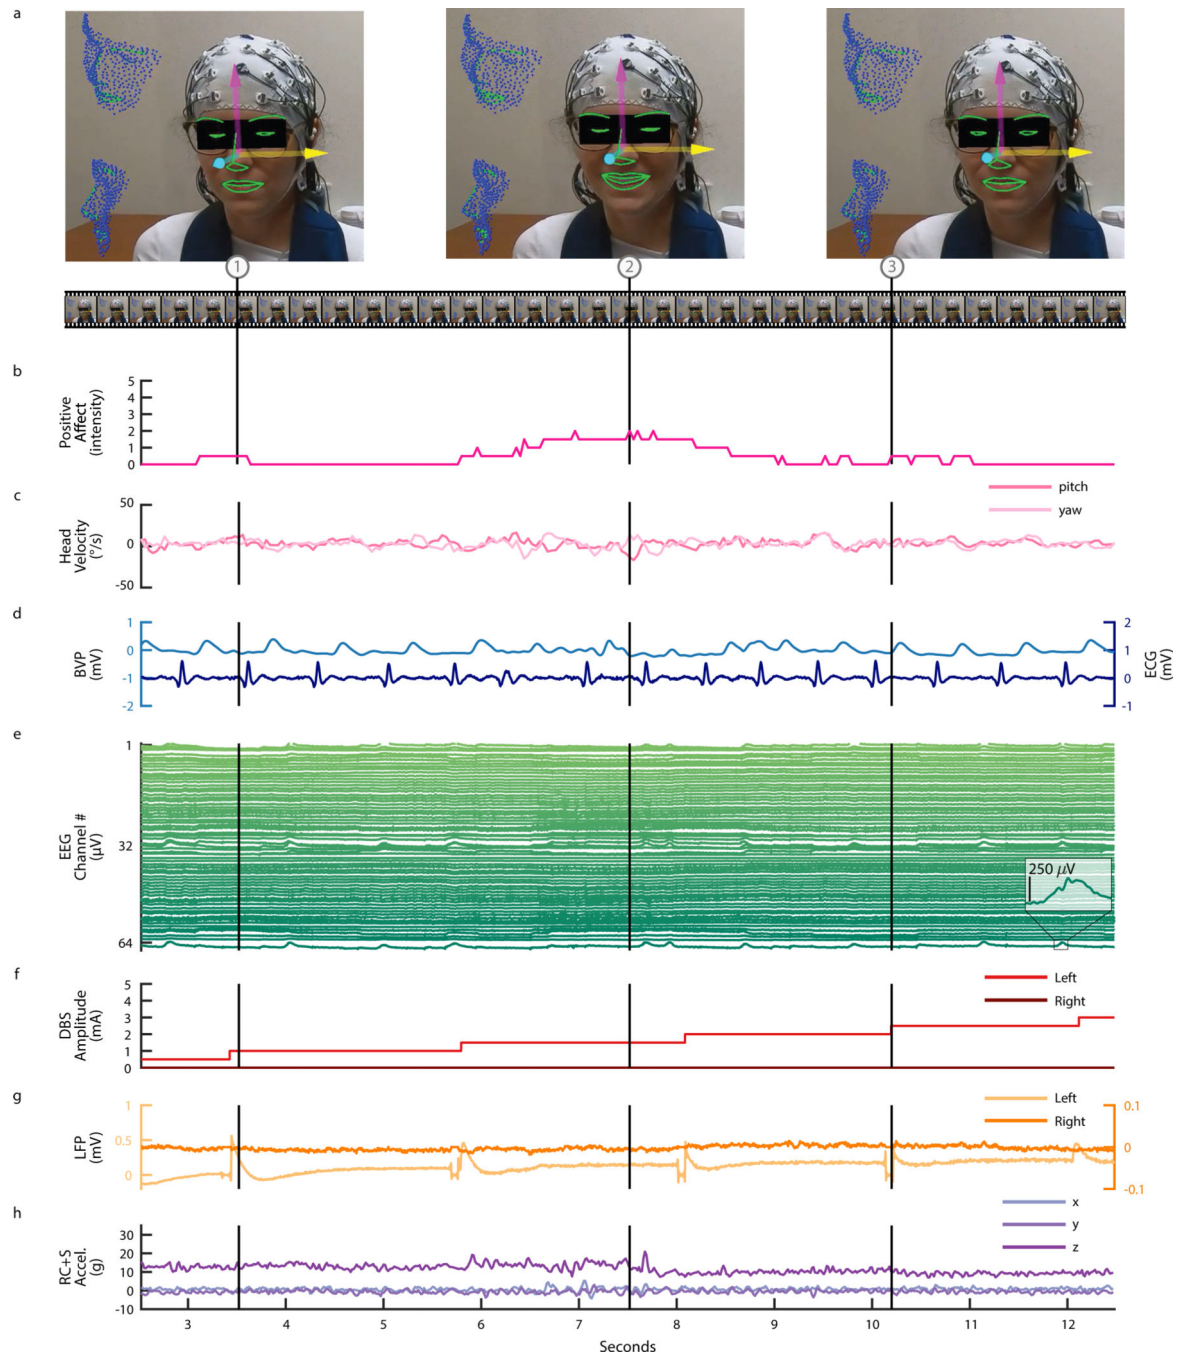 a
1
2
3
b
Positive
Affect
(intensity)
5
4
3
2
1
0
c
Head
Velocity
(°/s)
50
0
-50
pitch
yaw
d
BVP
(mV)
1
0
-1
-2
2
1
0
-1
ECG
(mV)
e
EEG
Channel #
(μV)
1
32
64
250 μV
f
DBS
Amplitude
(mA)
5
4
3
2
1
0
Left
Right
g
LFP
(mV)
1
0.5
0
Left
Right
0.1
0
-0.1
h
RC+S
Accel.
(g)
30
20
10
0
-10
x
y
z
3 4 5 6 7 8 9 10 11 12
Seconds